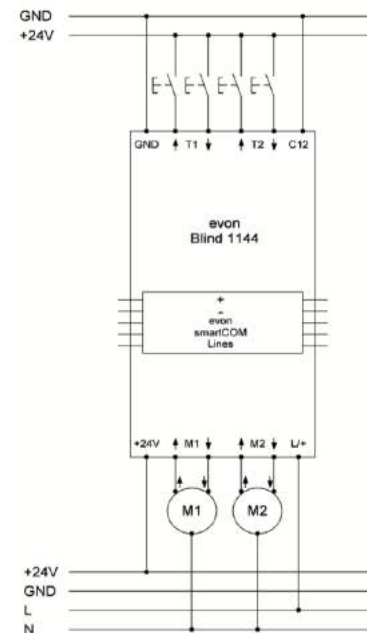 GND
+24V
GND ↑ T1 ↓ ↑ T2 ↓ C12
evon
Blind 1144
+
-
evon
smartCOM
Lines
+24V ↑ M1 ↓ ↑ M2 ↓ L/+
M1 M2
+24V
GND
L
N